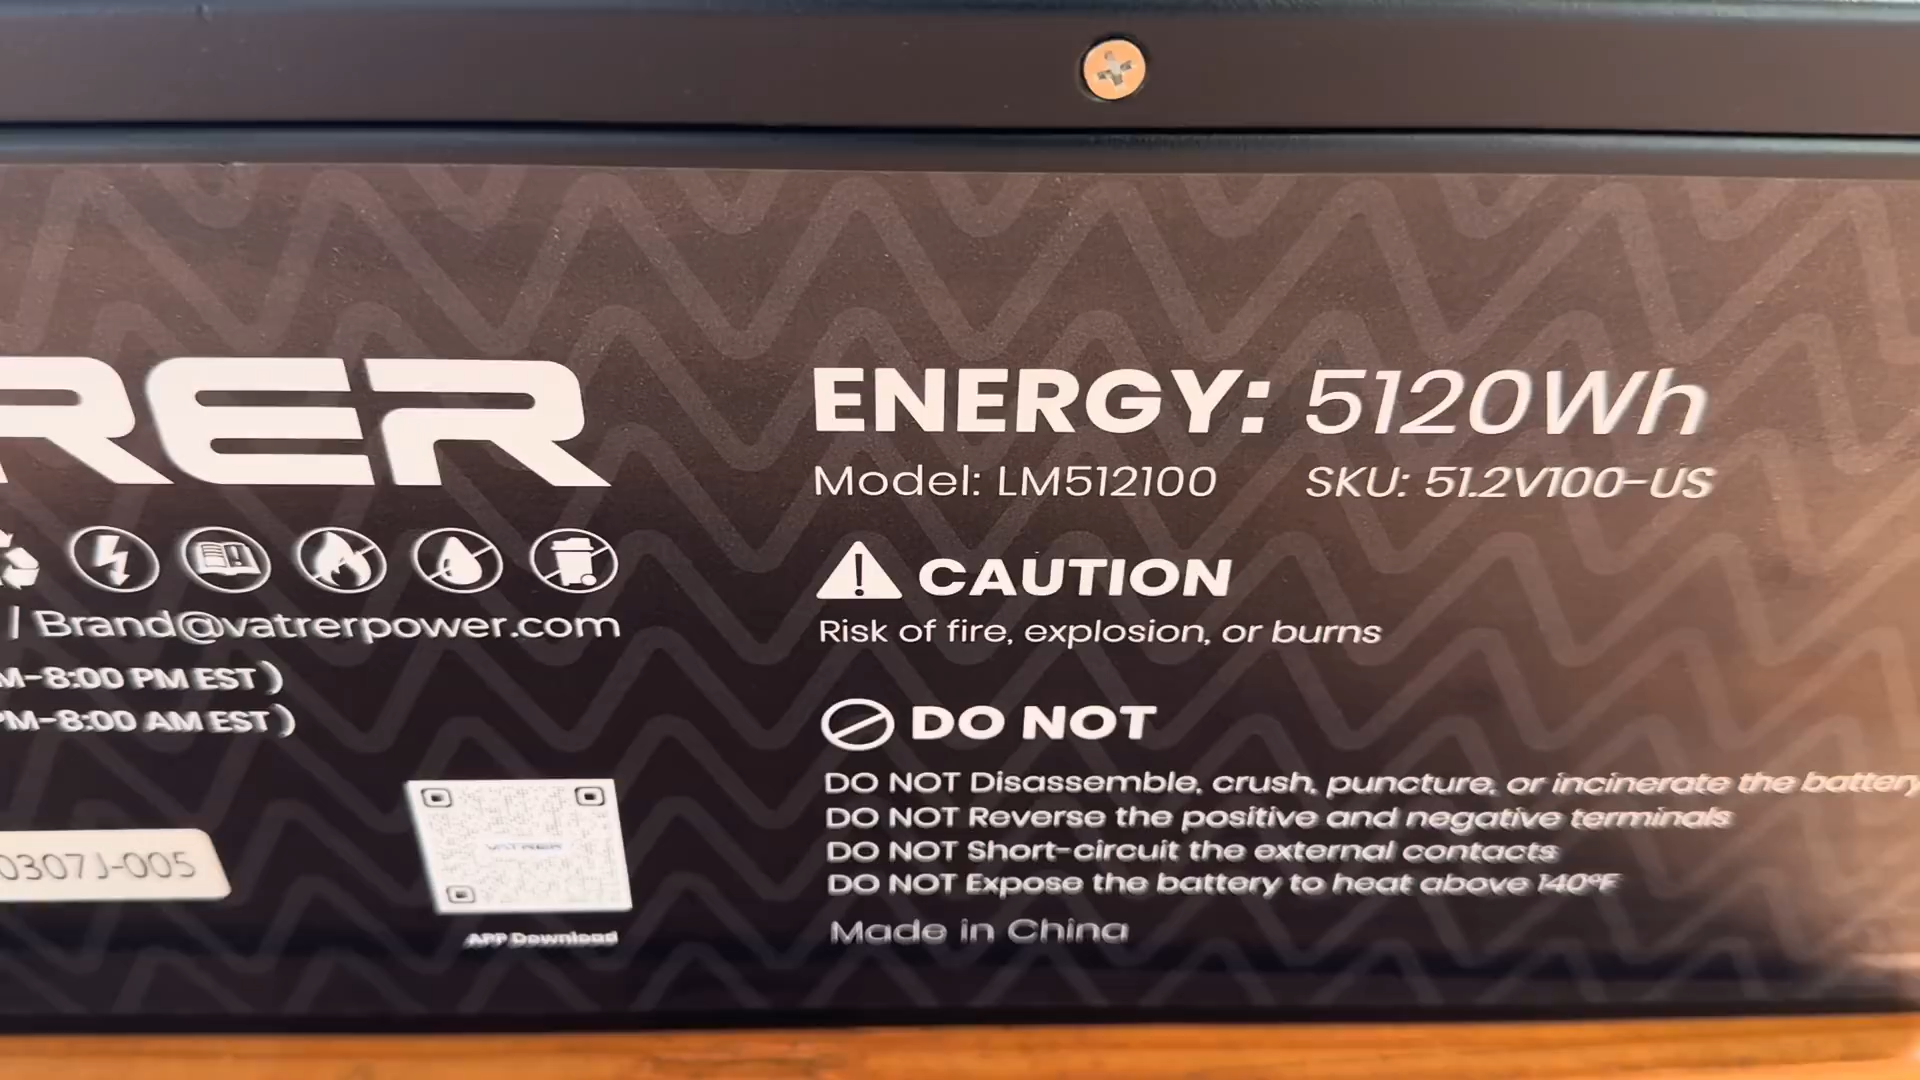 RER
| Brand@vatrerpower.com
M-8:00 PM EST )
PM-8:00 AM EST )
0307J-005
VATRER
APP Download
ENERGY: 5120Wh
Model: LM512100 SKU: 51.2V100-US
CAUTION
Risk of fire, explosion, or burns
DO NOT
DO NOT Disassemble, crush, puncture, or incinerate the battery
DO NOT Reverse the positive and negative terminals
DO NOT Short-circuit the external contacts
DO NOT Expose the battery to heat above 140°F
Made in China